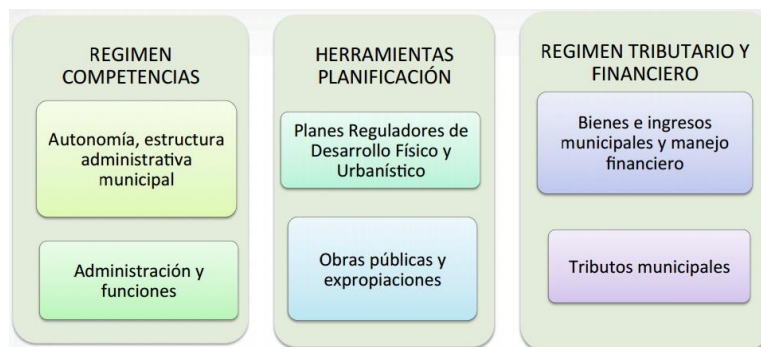 REGIMEN
COMPETENCIAS
Autonomía, estructura
administrativa
municipal
Administración y
funciones
HERRAMIENTAS
PLANIFICACIÓN
Planes Reguladores de
Desarrollo Físico y
Urbanístico
Obras públicas y
expropiaciones
REGIMEN TRIBUTARIO Y
FINANCIERO
Bienes e ingresos
municipales y manejo
financiero
Tributos municipales